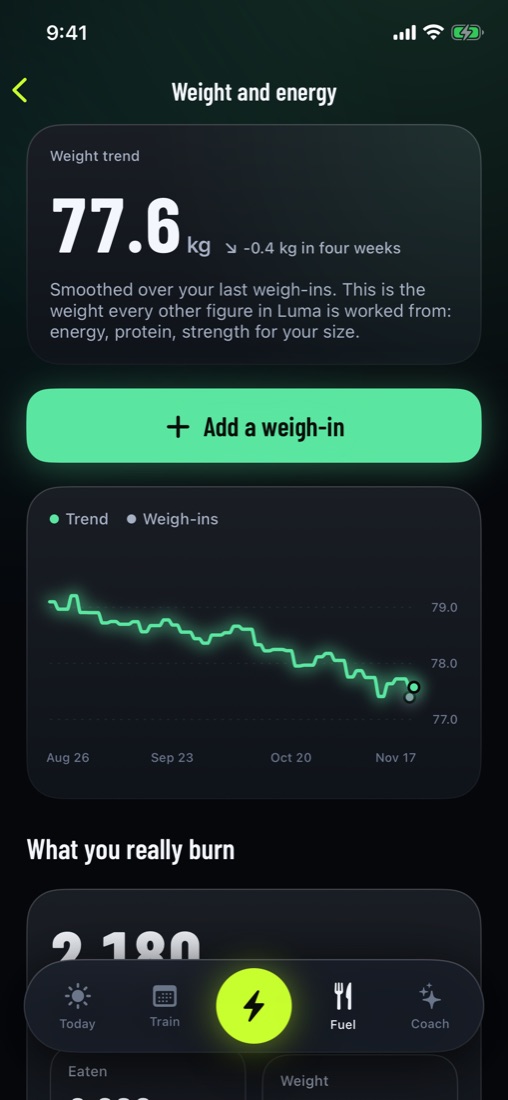 9:41
Weight and energy
Weight trend
77.6 kg ↘ -0.4 kg in four weeks
Smoothed over your last weigh-ins. This is the
weight every other figure in Luma is worked from:
energy, protein, strength for your size.
+ Add a weigh-in
Trend Weigh-ins
79.0
78.0
77.0
Aug 26 Sep 23 Oct 20 Nov 17
What you really burn
2,180
Today Train Fuel Coach
Eaten
Weight